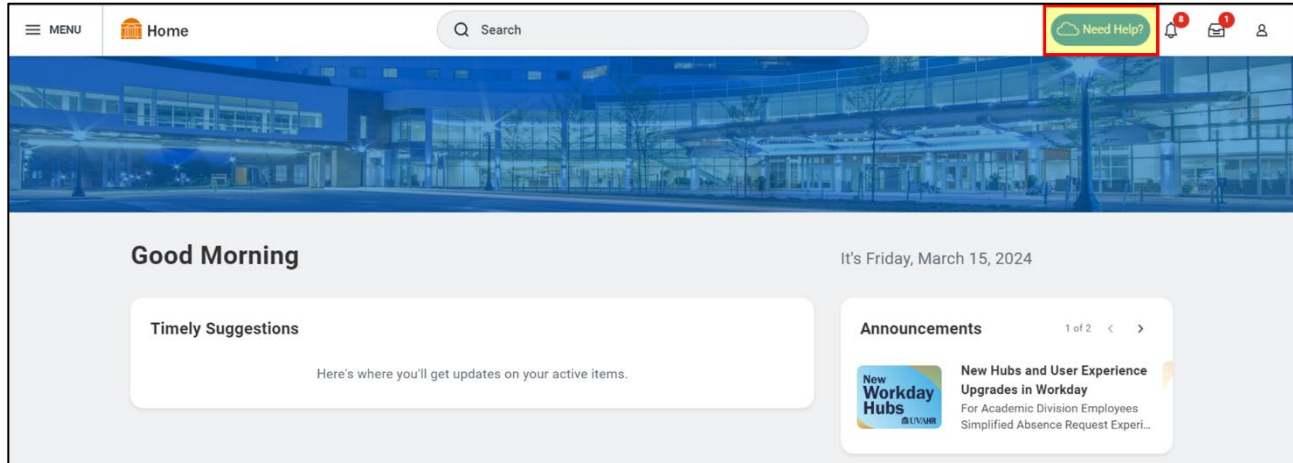 MENU
Home
Search
Need Help?
8
1
Good Morning
It's Friday, March 15, 2024
Timely Suggestions
Here's where you'll get updates on your active items.
Announcements
1 of 2
New
Workday
Hubs
UVAHR
New Hubs and User Experience
Upgrades in Workday
For Academic Division Employees
Simplified Absence Request Experi...